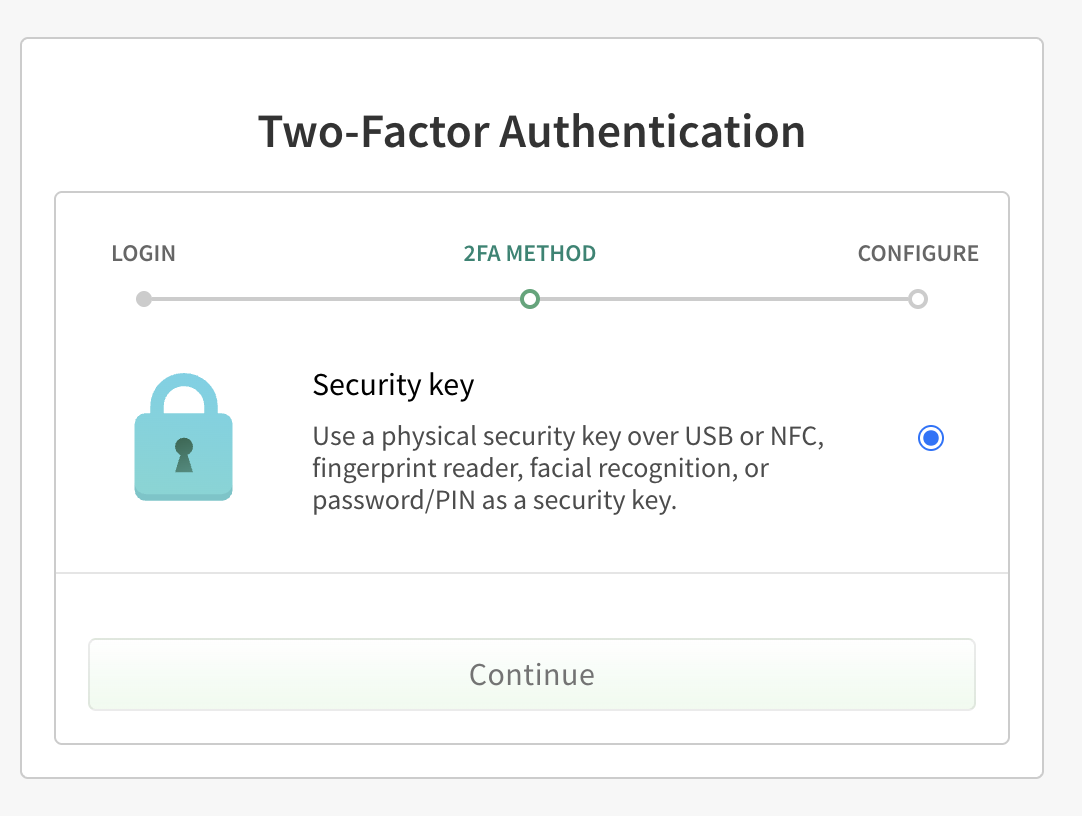 Two-Factor Authentication
LOGIN 2FA METHOD CONFIGURE
Security key
Use a physical security key over USB or NFC,
fingerprint reader, facial recognition, or
password/PIN as a security key.
Continue